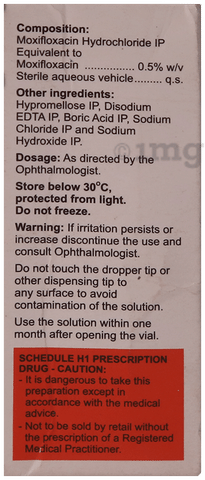 Composition:
Moxifloxacin Hydrochloride IP
Equivalent to
Moxifloxacin ................ 0.5% w/v
Sterile aqueous vehicle......... q.s.
Other ingredients:
Hypromellose IP, Disodium
EDTA IP, Boric Acid IP, Sodium
Chloride IP and Sodium
Hydroxide IP.
Dosage: As directed by the
Ophthalmologist.
Store below 30°C,
protected from light.
Do not freeze.
Warning: If irritation persists or
increase discontinue the use and
consult Ophthalmologist.
Do not touch the dropper tip or
other dispensing tip to
any surface to avoid
contamination of the solution.
Use the solution within one
month after opening the vial.
SCHEDULE H1 PRESCRIPTION
DRUG - CAUTION:
- It is dangerous to take this
preparation except in
accordance with the medical
advice.
- Not to be sold by retail without
the prescription of a Registered
Medical Practitioner.
1mg